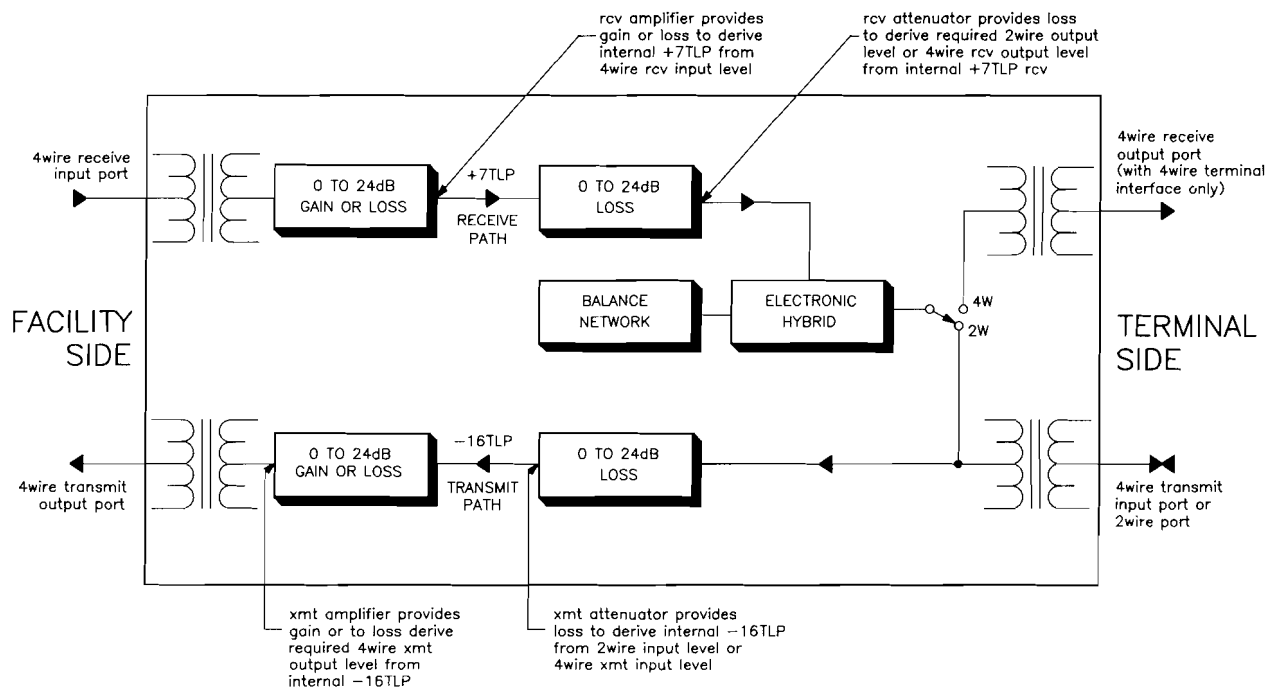 rcv amplifier provides
gain or loss to derive
internal +7TLP from
4wire rcv input level
rcv attenuator provides loss
to derive required 2wire output
level or 4wire rcv output level
from internal +7TLP rcv
4wire receive
input port
0 TO 24dB
GAIN OR LOSS
+7TLP
RECEIVE
PATH
0 TO 24dB
LOSS
4wire receive
output port
(with 4wire terminal
interface only)
BALANCE
NETWORK
ELECTRONIC
HYBRID
4W
2W
FACILITY
SIDE
TERMINAL
SIDE
4wire transmit
output port
0 TO 24dB
GAIN OR LOSS
-16TLP
TRANSMIT
PATH
0 TO 24dB
LOSS
4wire transmit
input port or
2wire port
xmt amplifier provides
gain or to loss derive
required 4wire xmt
output level from
internal -16TLP
xmt attenuator provides
loss to derive internal -16TLP
from 2wire input level or
4wire xmt input level